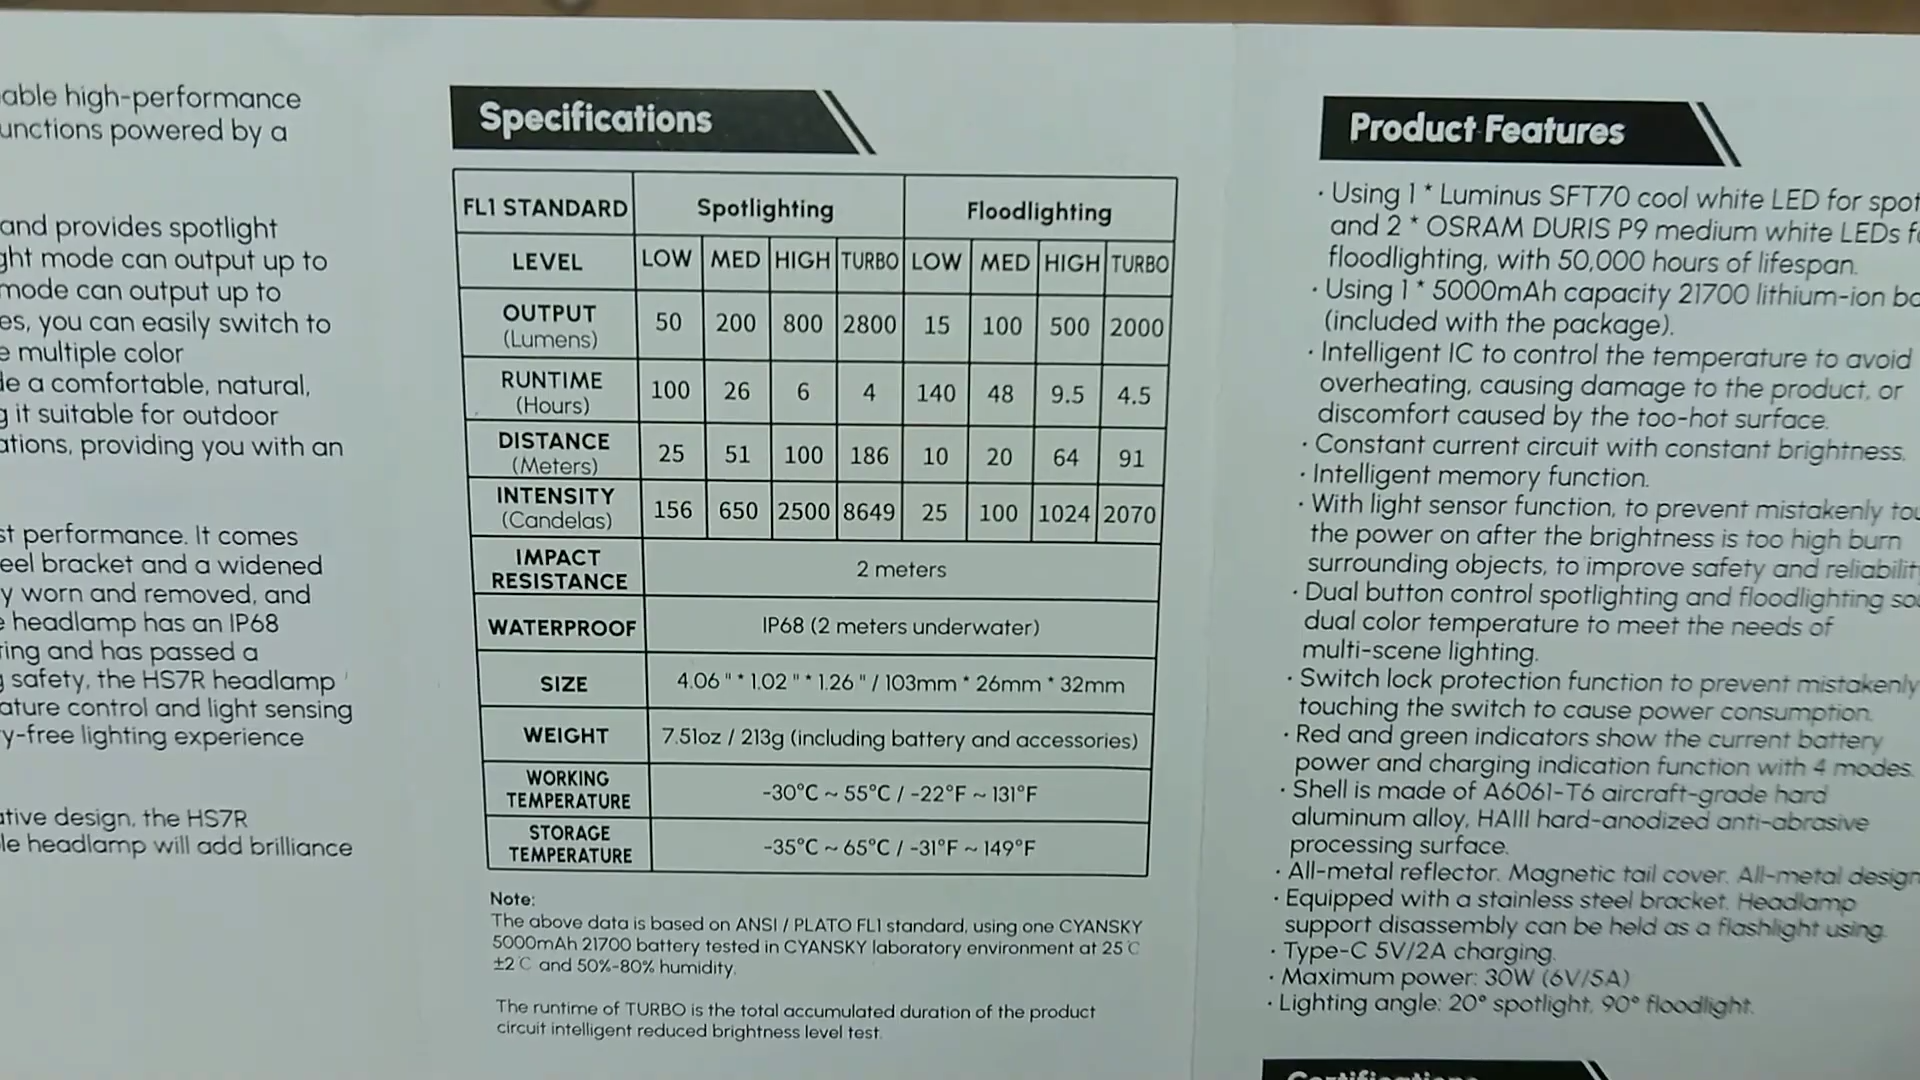 able high-performance
unctions powered by a
and provides spotlight
ght mode can output up to
mode can output up to
es, you can easily switch to
e multiple color
de a comfortable, natural,
g it suitable for outdoor
ations, providing you with an
st performance. It comes
eel bracket and a widened
y worn and removed, and
e headlamp has an IP68
ring and has passed a
g safety, the HS7R headlamp
ature control and light sensing
y-free lighting experience
ative design, the HS7R
le headlamp will add brilliance
Specifications
FL1 STANDARD Spotlighting Floodlighting
LEVEL LOW MED HIGH TURBO LOW MED HIGH TURBO
OUTPUT
(Lumens) 50 200 800 2800 15 100 500 2000
RUNTIME
(Hours) 100 26 6 4 140 48 9.5 4.5
DISTANCE
(Meters) 25 51 100 186 10 20 64 91
INTENSITY
(Candelas) 156 650 2500 8649 25 100 1024 2070
IMPACT
RESISTANCE 2 meters
WATERPROOF IP68 (2 meters underwater)
SIZE 4.06 " * 1.02 " * 1.26 " / 103mm * 26mm * 32mm
WEIGHT 7.51oz / 213g (including battery and accessories)
WORKING
TEMPERATURE -30°C ~ 55°C / -22°F ~ 131°F
STORAGE
TEMPERATURE -35°C ~ 65°C / -31°F ~ 149°F
Note:
The above data is based on ANSI / PLATO FL1 standard, using one CYANSKY
5000mAh 21700 battery tested in CYANSKY laboratory environment at 25℃
±2℃ and 50%-80% humidity.
The runtime of TURBO is the total accumulated duration of the product
circuit intelligent reduced brightness level test.
Product Features
· Using 1 * Luminus SFT70 cool white LED for spot
and 2 * OSRAM DURIS P9 medium white LEDs f
floodlighting, with 50,000 hours of lifespan.
· Using 1 * 5000mAh capacity 21700 lithium-ion ba
(included with the package).
· Intelligent IC to control the temperature to avoid
overheating, causing damage to the product, or
discomfort caused by the too-hot surface.
· Constant current circuit with constant brightness.
· Intelligent memory function.
· With light sensor function, to prevent mistakenly tou
the power on after the brightness is too high burn
surrounding objects, to improve safety and reliabilit
· Dual button control spotlighting and floodlighting sou
dual color temperature to meet the needs of
multi-scene lighting.
· Switch lock protection function to prevent mistakenly
touching the switch to cause power consumption.
· Red and green indicators show the current battery
power and charging indication function with 4 modes.
· Shell is made of A6061-T6 aircraft-grade hard
aluminum alloy, HAIII hard-anodized anti-abrasive
processing surface.
· All-metal reflector. Magnetic tail cover. All-metal design
· Equipped with a stainless steel bracket. Headlamp
support disassembly can be held as a flashlight using.
· Type-C 5V/2A charging.
· Maximum power: 30W (6V/5A)
· Lighting angle: 20° spotlight, 90° floodlight.
Certifications